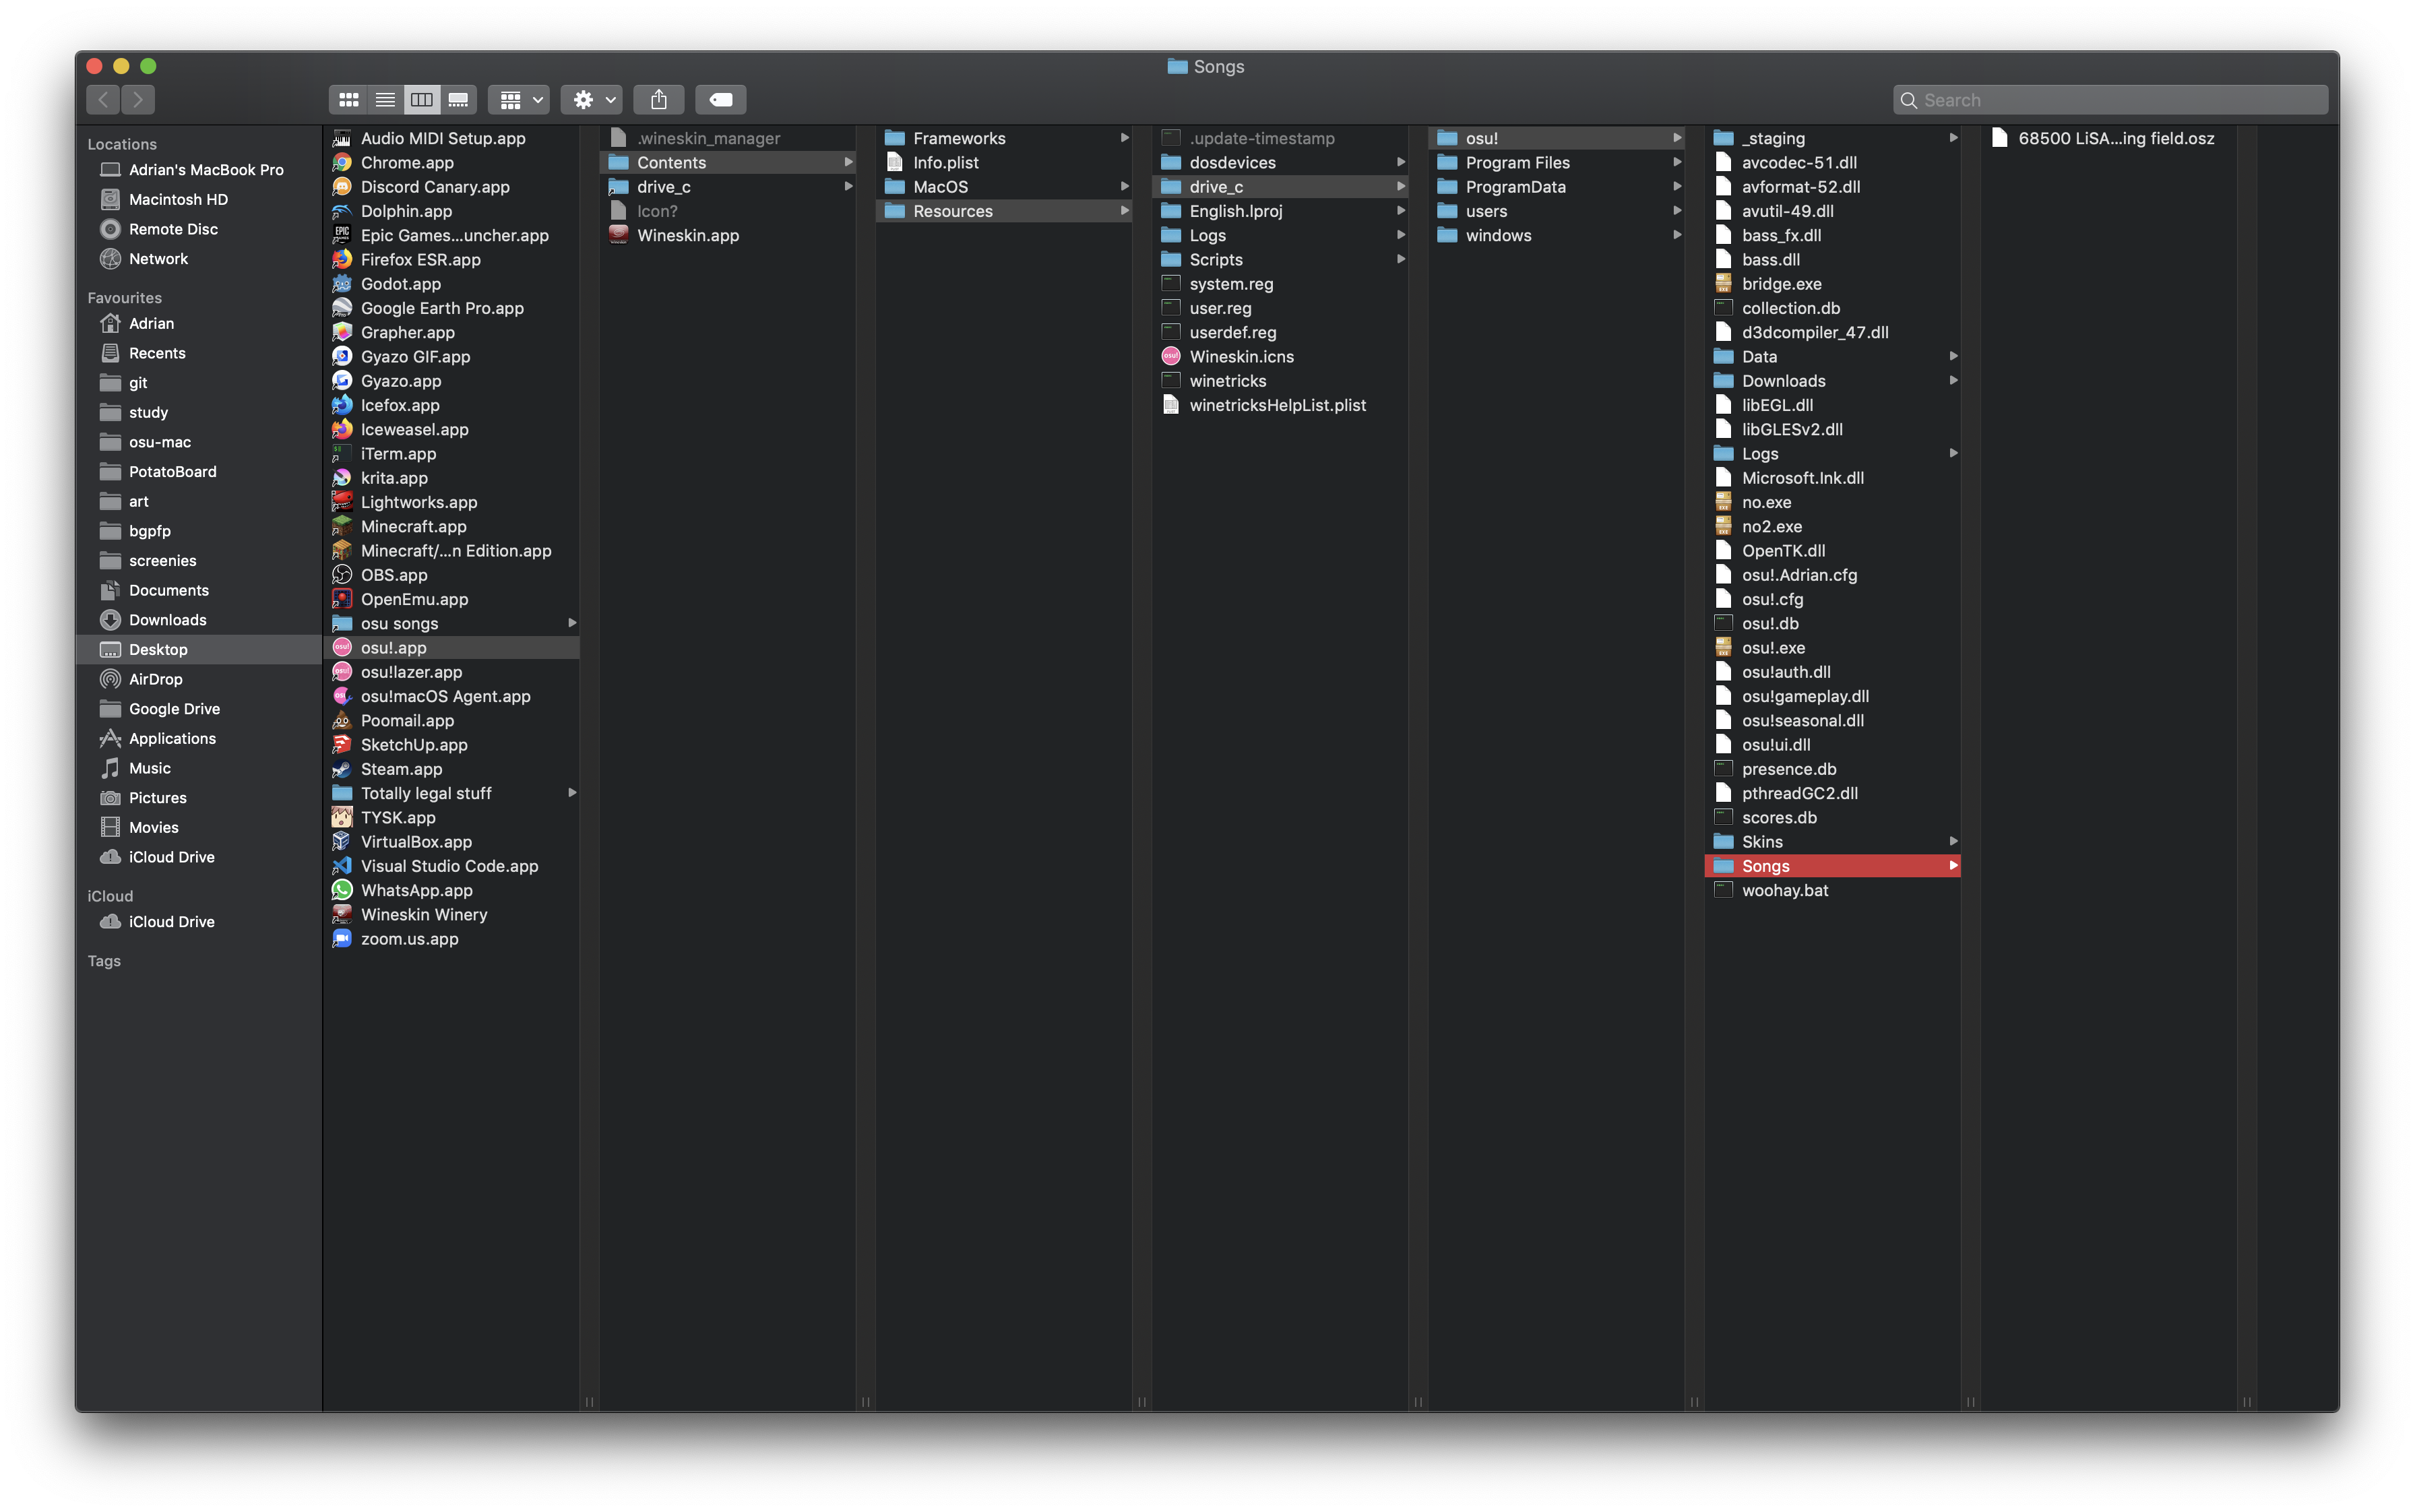 Songs
Search
Locations
Adrian's MacBook Pro
Macintosh HD
Remote Disc
Network
Favourites
Adrian
Recents
git
study
osu-mac
PotatoBoard
art
bgpfp
screenies
Documents
Downloads
Desktop
AirDrop
Google Drive
Applications
Music
Pictures
Movies
iCloud Drive
iCloud
iCloud Drive
Tags
Audio MIDI Setup.app
Chrome.app
Discord Canary.app
Dolphin.app
Epic Games...uncher.app
Firefox ESR.app
Godot.app
Google Earth Pro.app
Grapher.app
Gyazo GIF.app
Gyazo.app
Icefox.app
Iceweasel.app
iTerm.app
krita.app
Lightworks.app
Minecraft.app
Minecraft/...n Edition.app
OBS.app
OpenEmu.app
osu songs
osu!.app
osu!lazer.app
osu!macOS Agent.app
Poomail.app
SketchUp.app
Steam.app
Totally legal stuff
TYSK.app
VirtualBox.app
Visual Studio Code.app
WhatsApp.app
Wineskin Winery
zoom.us.app
.wineskin_manager
Contents
drive_c
Icon?
Wineskin.app
Frameworks
Info.plist
MacOS
Resources
.update-timestamp
dosdevices
drive_c
English.lproj
Logs
Scripts
system.reg
user.reg
userdef.reg
Wineskin.icns
winetricks
winetricksHelpList.plist
osu!
Program Files
ProgramData
users
windows
_staging
avcodec-51.dll
avformat-52.dll
avutil-49.dll
bass_fx.dll
bass.dll
bridge.exe
collection.db
d3dcompiler_47.dll
Data
Downloads
libEGL.dll
libGLESv2.dll
Logs
Microsoft.Ink.dll
no.exe
no2.exe
OpenTK.dll
osu!.Adrian.cfg
osu!.cfg
osu!.db
osu!.exe
osu!auth.dll
osu!gameplay.dll
osu!seasonal.dll
osu!ui.dll
presence.db
pthreadGC2.dll
scores.db
Skins
Songs
woohay.bat
68500 LiSA...ing field.osz